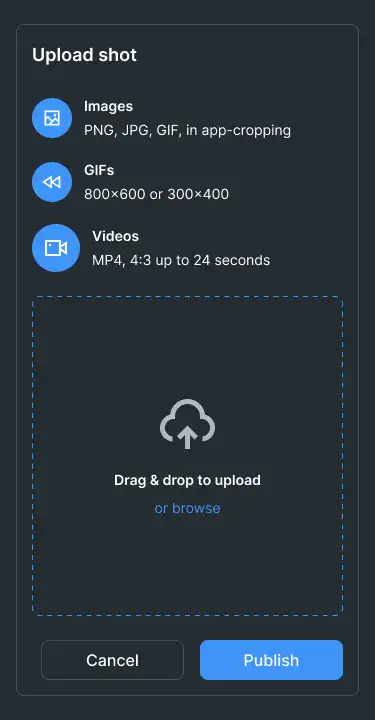 Upload shot
Images
PNG, JPG, GIF, in app-cropping
GIFs
800×600 or 300×400
Videos
MP4, 4:3 up to 24 seconds
Drag & drop to upload
or browse
Cancel
Publish